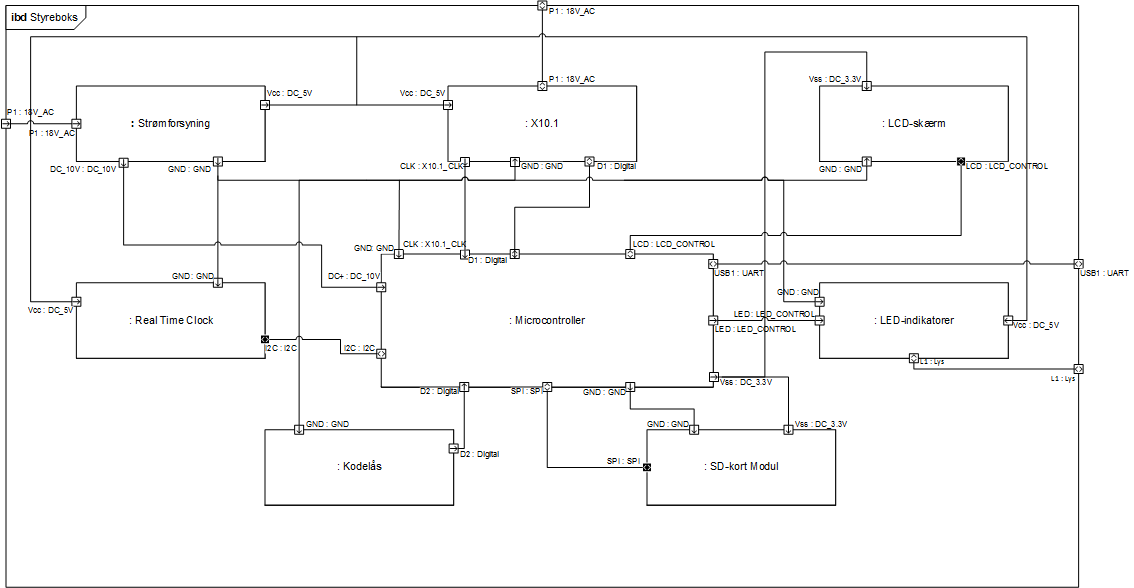 ibd Styreboks
P1 : 18V_AC
P1 : 18V_AC
Vss : DC_3.3V
Vcc : DC_5V
Vcc : DC_5V
P1 : 18V_AC
P1 : 18V_AC
: Strømforsyning
: X10.1
: LCD-skærm
DC_10V : DC_10V
GND : GND
CLK : X10.1_CLK
GND : GND
D1 : Digital
GND : GND
LCD : LCD_CONTROL
GND: GND
CLK : X10.1_CLK
D1 : Digital
LCD : LCD_CONTROL
GND : GND
DC+ : DC_10V
USB1 : UART
USB1 : UART
GND : GND
Vcc : DC_5V
: Real Time Clock
: Microcontroller
LED : LED_CONTROL
LED : LED_CONTROL
: LED-indikatorer
Vcc : DC_5V
I2C : I2C
I2C : I2C
L1 : Lys
L1 : Lys
D2 : Digital
SPI : SPI
GND : GND
Vss : DC_3.3V
GND : GND
GND : GND
Vss : DC_3.3V
D2 : Digital
SPI : SPI
: Kodelås
: SD-kort Modul